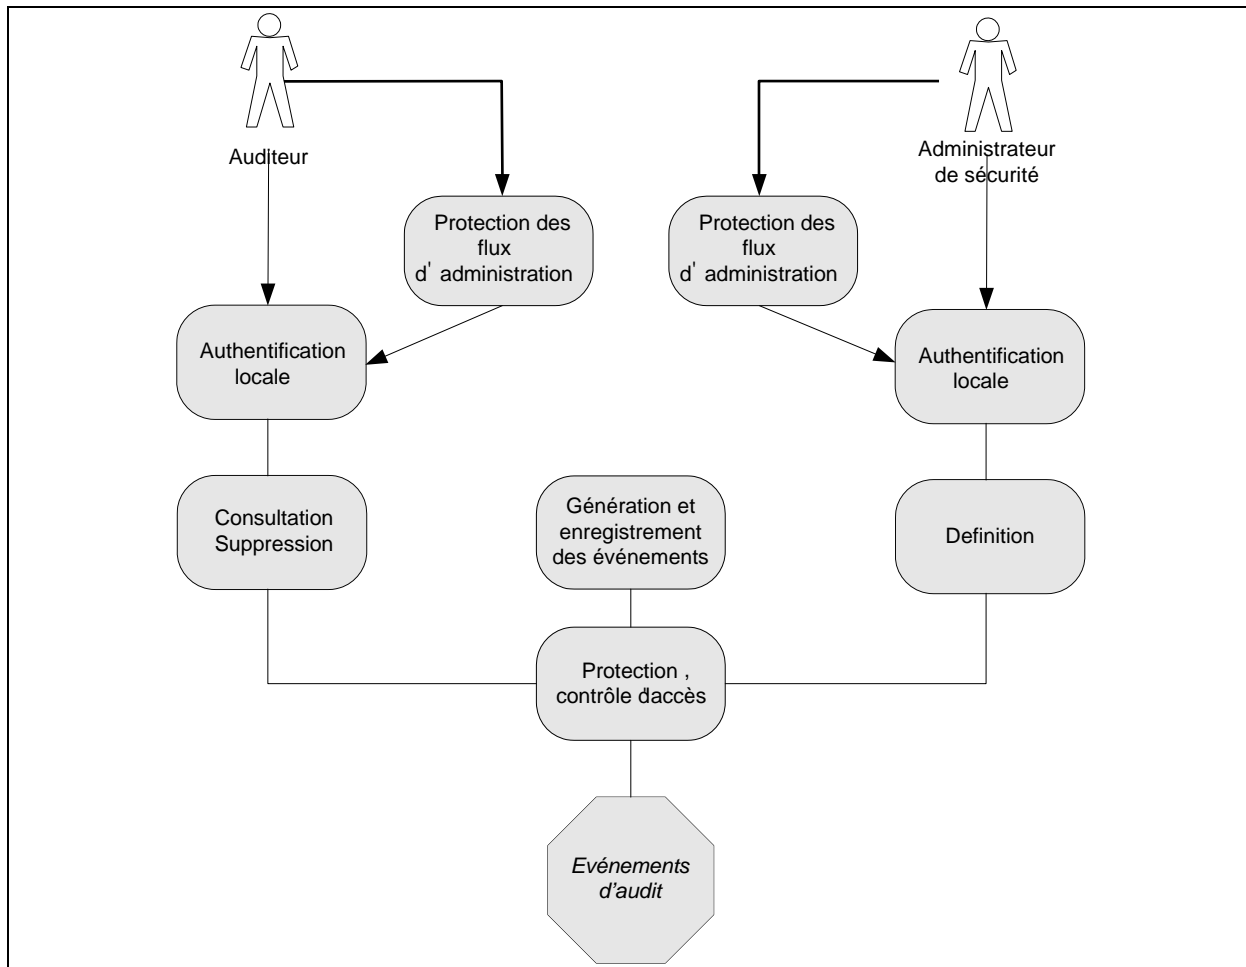 Auditeur
Administrateur
de sécurité
Protection des
flux
d' administration
Protection des
flux
d' administration
Authentification
locale
Authentification
locale
Consultation
Suppression
Génération et
enregistrement
des événements
Definition
Protection ,
contrôle d'accès
Evénements
d'audit